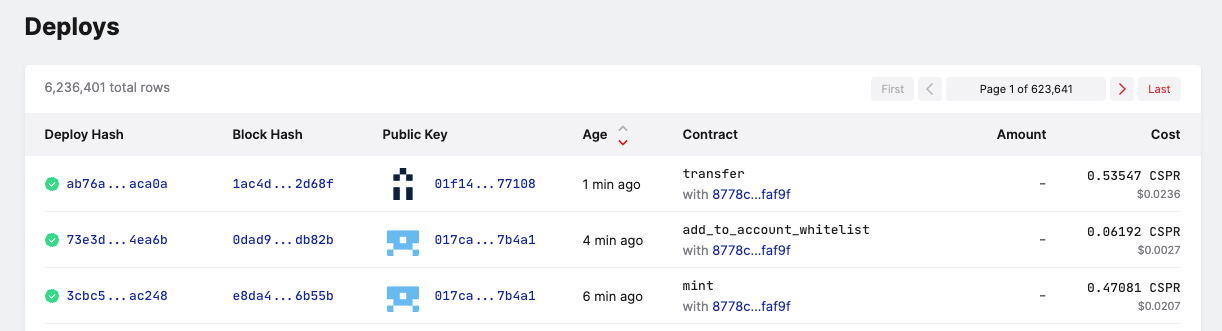 Deploys
6,236,401 total rows First Page 1 of 623,641 Last
Deploy Hash Block Hash Public Key Age Contract Amount Cost
ab76a...aca0a 1ac4d...2d68f 01f14...77108 1 min ago transfer – 0.53547 CSPR
with 8778c...faf9f $0.0236
73e3d...4ea6b 0dad9...db82b 017ca...7b4a1 4 min ago add_to_account_whitelist – 0.06192 CSPR
with 8778c...faf9f $0.0027
3cbc5...ac248 e8da4...6b55b 017ca...7b4a1 6 min ago mint – 0.47081 CSPR
with 8778c...faf9f $0.0207